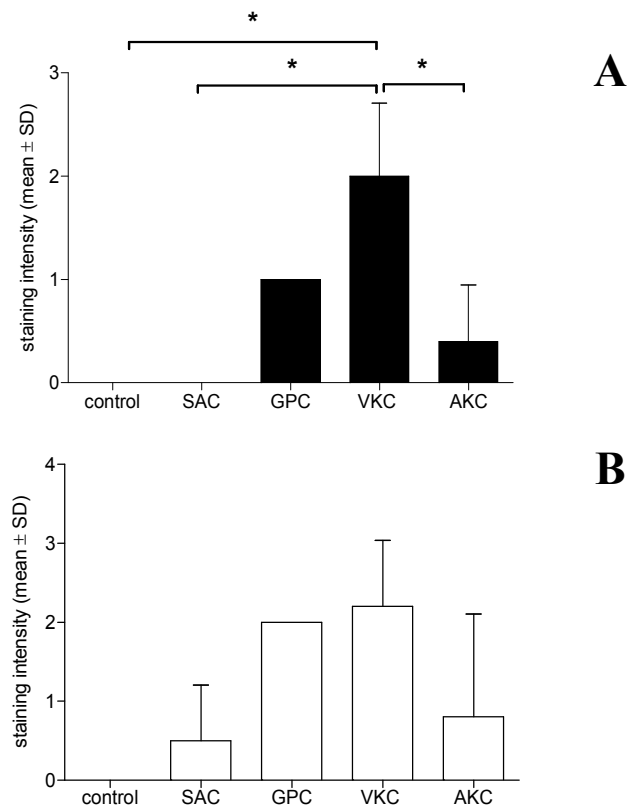 *
* *
A
staining intensity (mean ± SD)
3
2
1
0
control SAC GPC VKC AKC
B
staining intensity (mean ± SD)
4
3
2
1
0
control SAC GPC VKC AKC